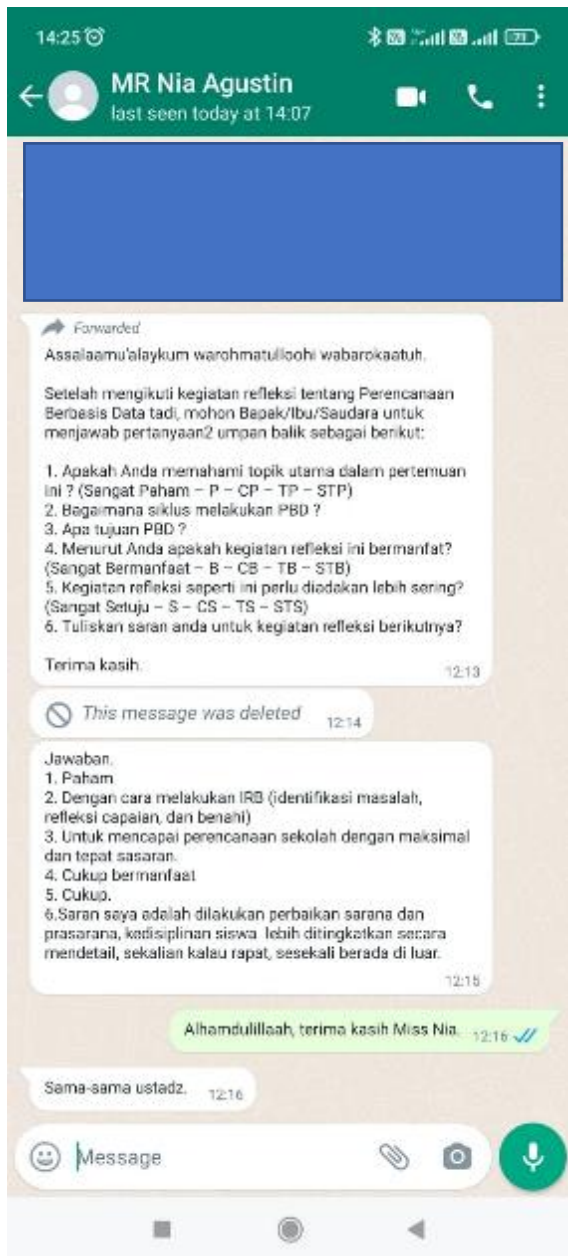 14:25
71
MR Nia Agustin
last seen today at 14:07
Forwarded
Assalaamu'alaykum warohmatulloohi wabarokaatuh.
Setelah mengikuti kegiatan refleksi tentang Perencanaan
Berbasis Data tadi, mohon Bapak/Ibu/Saudara untuk
menjawab pertanyaan2 umpan balik sebagai berikut:
1. Apakah Anda memahami topik utama dalam pertemuan
ini ? (Sangat Paham – P – CP – TP – STP)
2. Bagaimana siklus melakukan PBD ?
3. Apa tujuan PBD ?
4. Menurut Anda apakah kegiatan refleksi ini bermanfat?
(Sangat Bermanfaat – B – CB – TB – STB)
5. Kegiatan refleksi seperti ini perlu diadakan lebih sering?
(Sangat Setuju – S – CS – TS – STS)
6. Tuliskan saran anda untuk kegiatan refleksi berikutnya?
Terima kasih.
12:13
This message was deleted 12:14
Jawaban.
1. Paham
2. Dengan cara melakukan IRB (identifikasi masalah,
refleksi capaian, dan benahi)
3. Untuk mencapai perencanaan sekolah dengan maksimal
dan tepat sasaran.
4. Cukup bermanfaat
5. Cukup.
6.Saran saya adalah dilakukan perbaikan sarana dan
prasarana, kedisiplinan siswa lebih ditingkatkan secara
mendetail, sekalian kalau rapat, sesekali berada di luar.
12:15
Alhamdulillaah, terima kasih Miss Nia. 12:16
Sama-sama ustadz. 12:16
Message